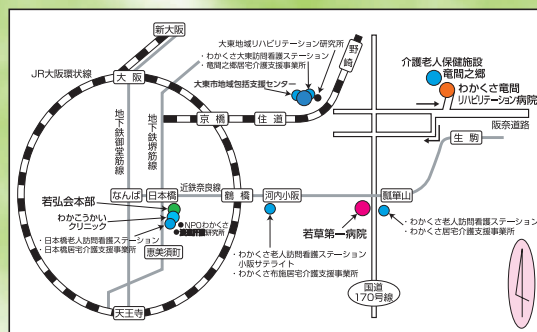 新大阪
大東地域リハビリテーション研究所
・わかくさ大東訪問看護ステーション
・竜間之郷居宅介護支援事業所
野崎
介護老人保健施設
竜間之郷
JR大阪環状線
大阪
大東市地域包括支援センター
わかくさ竜間
リハビリテーション病院
地下鉄御堂筋線
地下鉄堺筋線
京橋
住道
阪奈道路
生駒
近鉄奈良線
なんば
日本橋
鶴橋
河内小阪
瓢箪山
若弘会本部
わかこうかい
クリニック
●NPOわかくさ
研究所
若草第一病院
・わかくさ老人訪問看護ステーション
・わかくさ居宅介護支援事業所
・日本橋老人訪問看護ステーション
・日本橋居宅介護支援事業所
恵美須町
・わかくさ老人訪問看護ステーション
小阪サテライト
・わかくさ布施居宅介護支援事業所
国道
170号線
天王寺